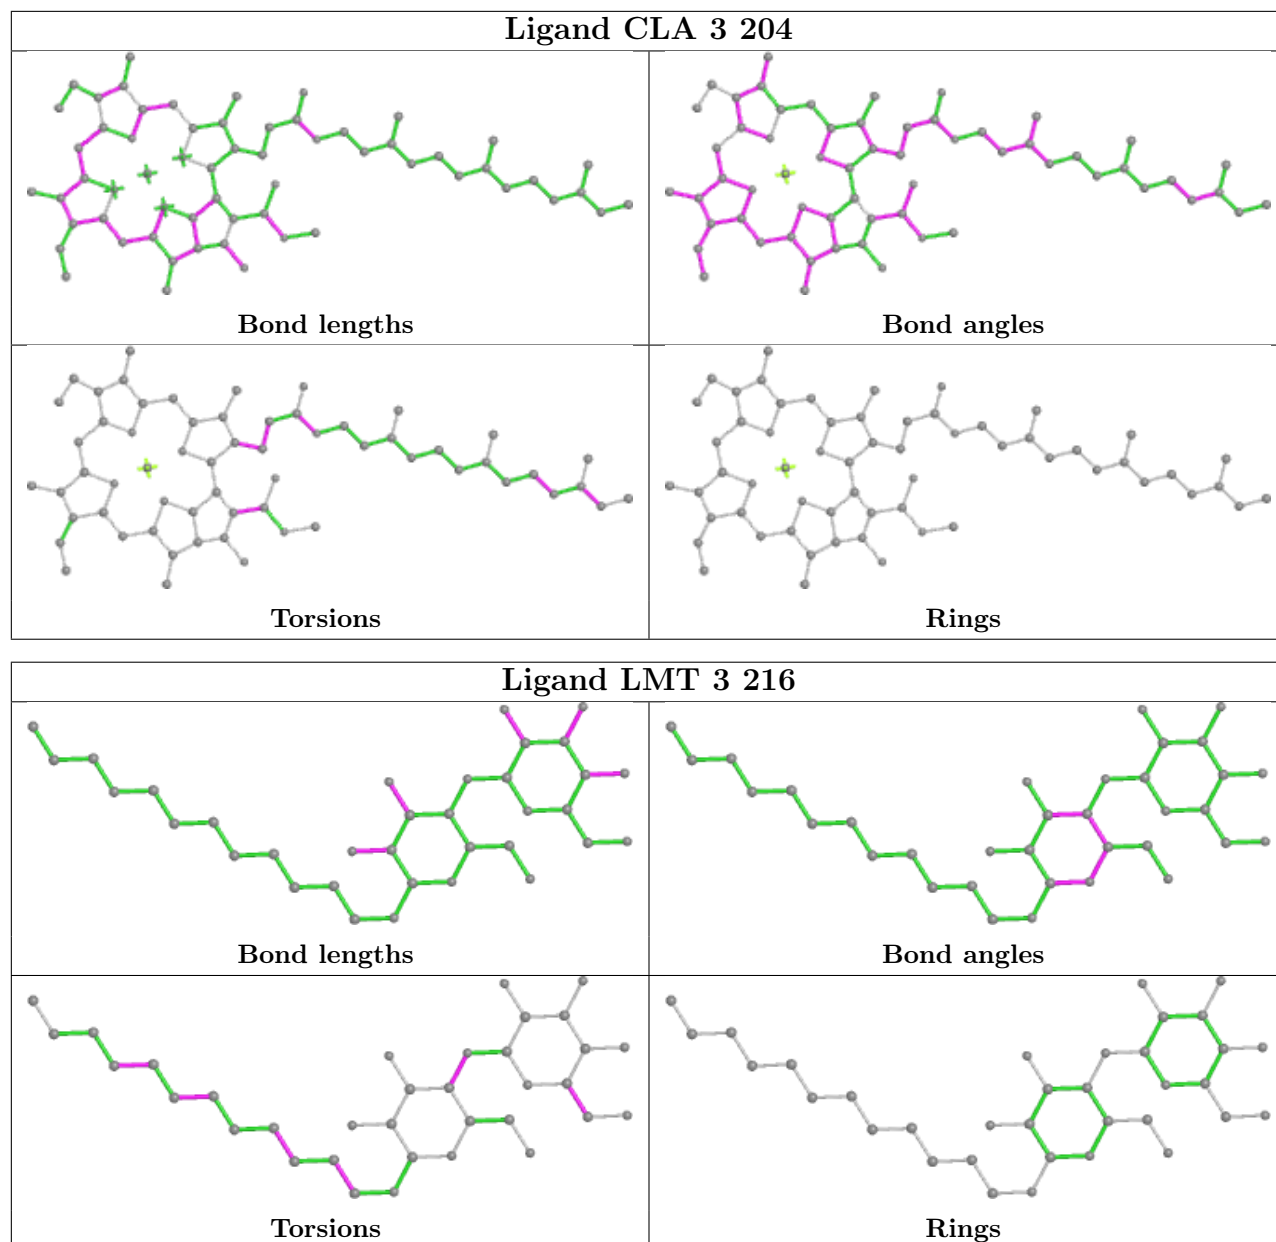 Ligand CLA 3 204
Bond lengths
Bond angles
Torsions
Rings
Ligand LMT 3 216
Bond lengths
Bond angles
Torsions
Rings